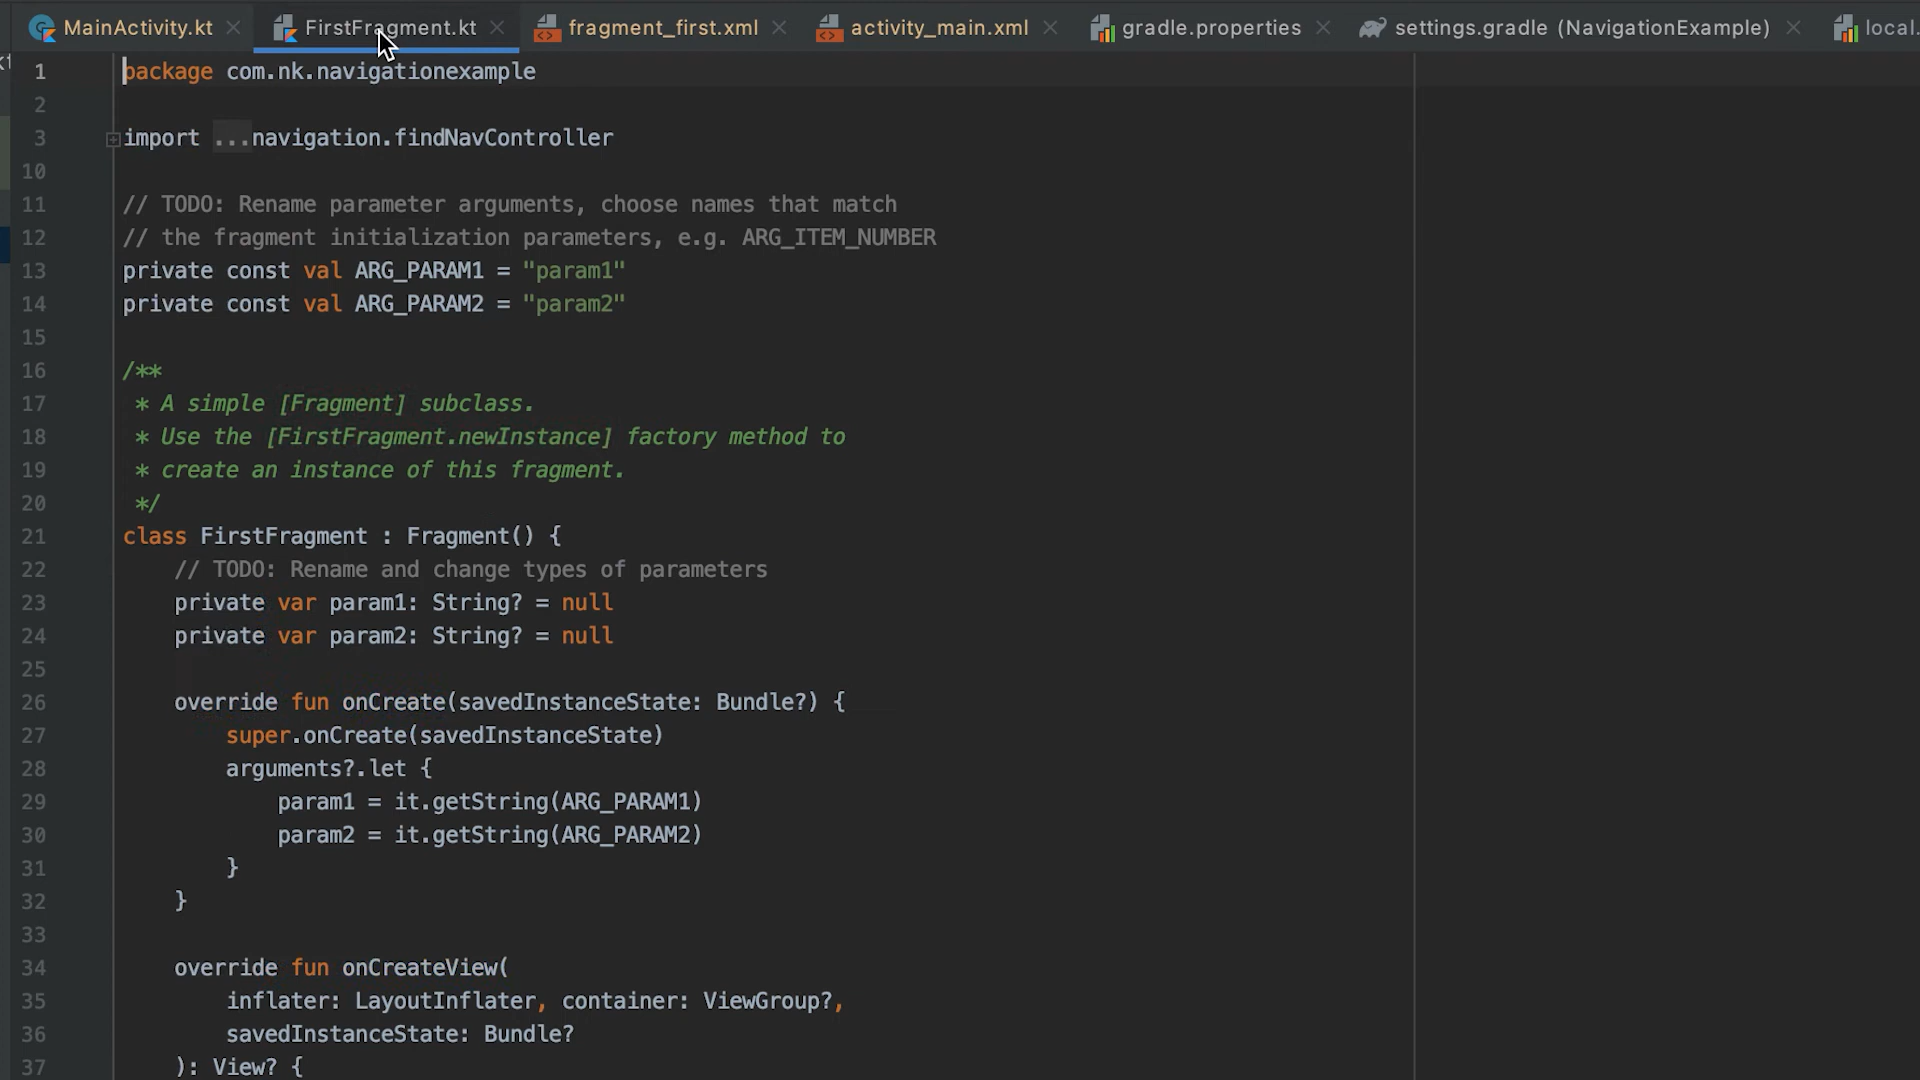 MainActivity.kt FirstFragment.kt fragment_first.xml activity_main.xml gradle.properties settings.gradle (NavigationExample) local.
1 package com.nk.navigationexample
2
3 import ...navigation.findNavController
10
11 // TODO: Rename parameter arguments, choose names that match
12 // the fragment initialization parameters, e.g. ARG_ITEM_NUMBER
13 private const val ARG_PARAM1 = "param1"
14 private const val ARG_PARAM2 = "param2"
15
16 /**
17 * A simple [Fragment] subclass.
18 * Use the [FirstFragment.newInstance] factory method to
19 * create an instance of this fragment.
20 */
21 class FirstFragment : Fragment() {
22 // TODO: Rename and change types of parameters
23 private var param1: String? = null
24 private var param2: String? = null
25
26 override fun onCreate(savedInstanceState: Bundle?) {
27 super.onCreate(savedInstanceState)
28 arguments?.let {
29 param1 = it.getString(ARG_PARAM1)
30 param2 = it.getString(ARG_PARAM2)
31 }
32 }
33
34 override fun onCreateView(
35 inflater: LayoutInflater, container: ViewGroup?,
36 savedInstanceState: Bundle?
37 ): View? {